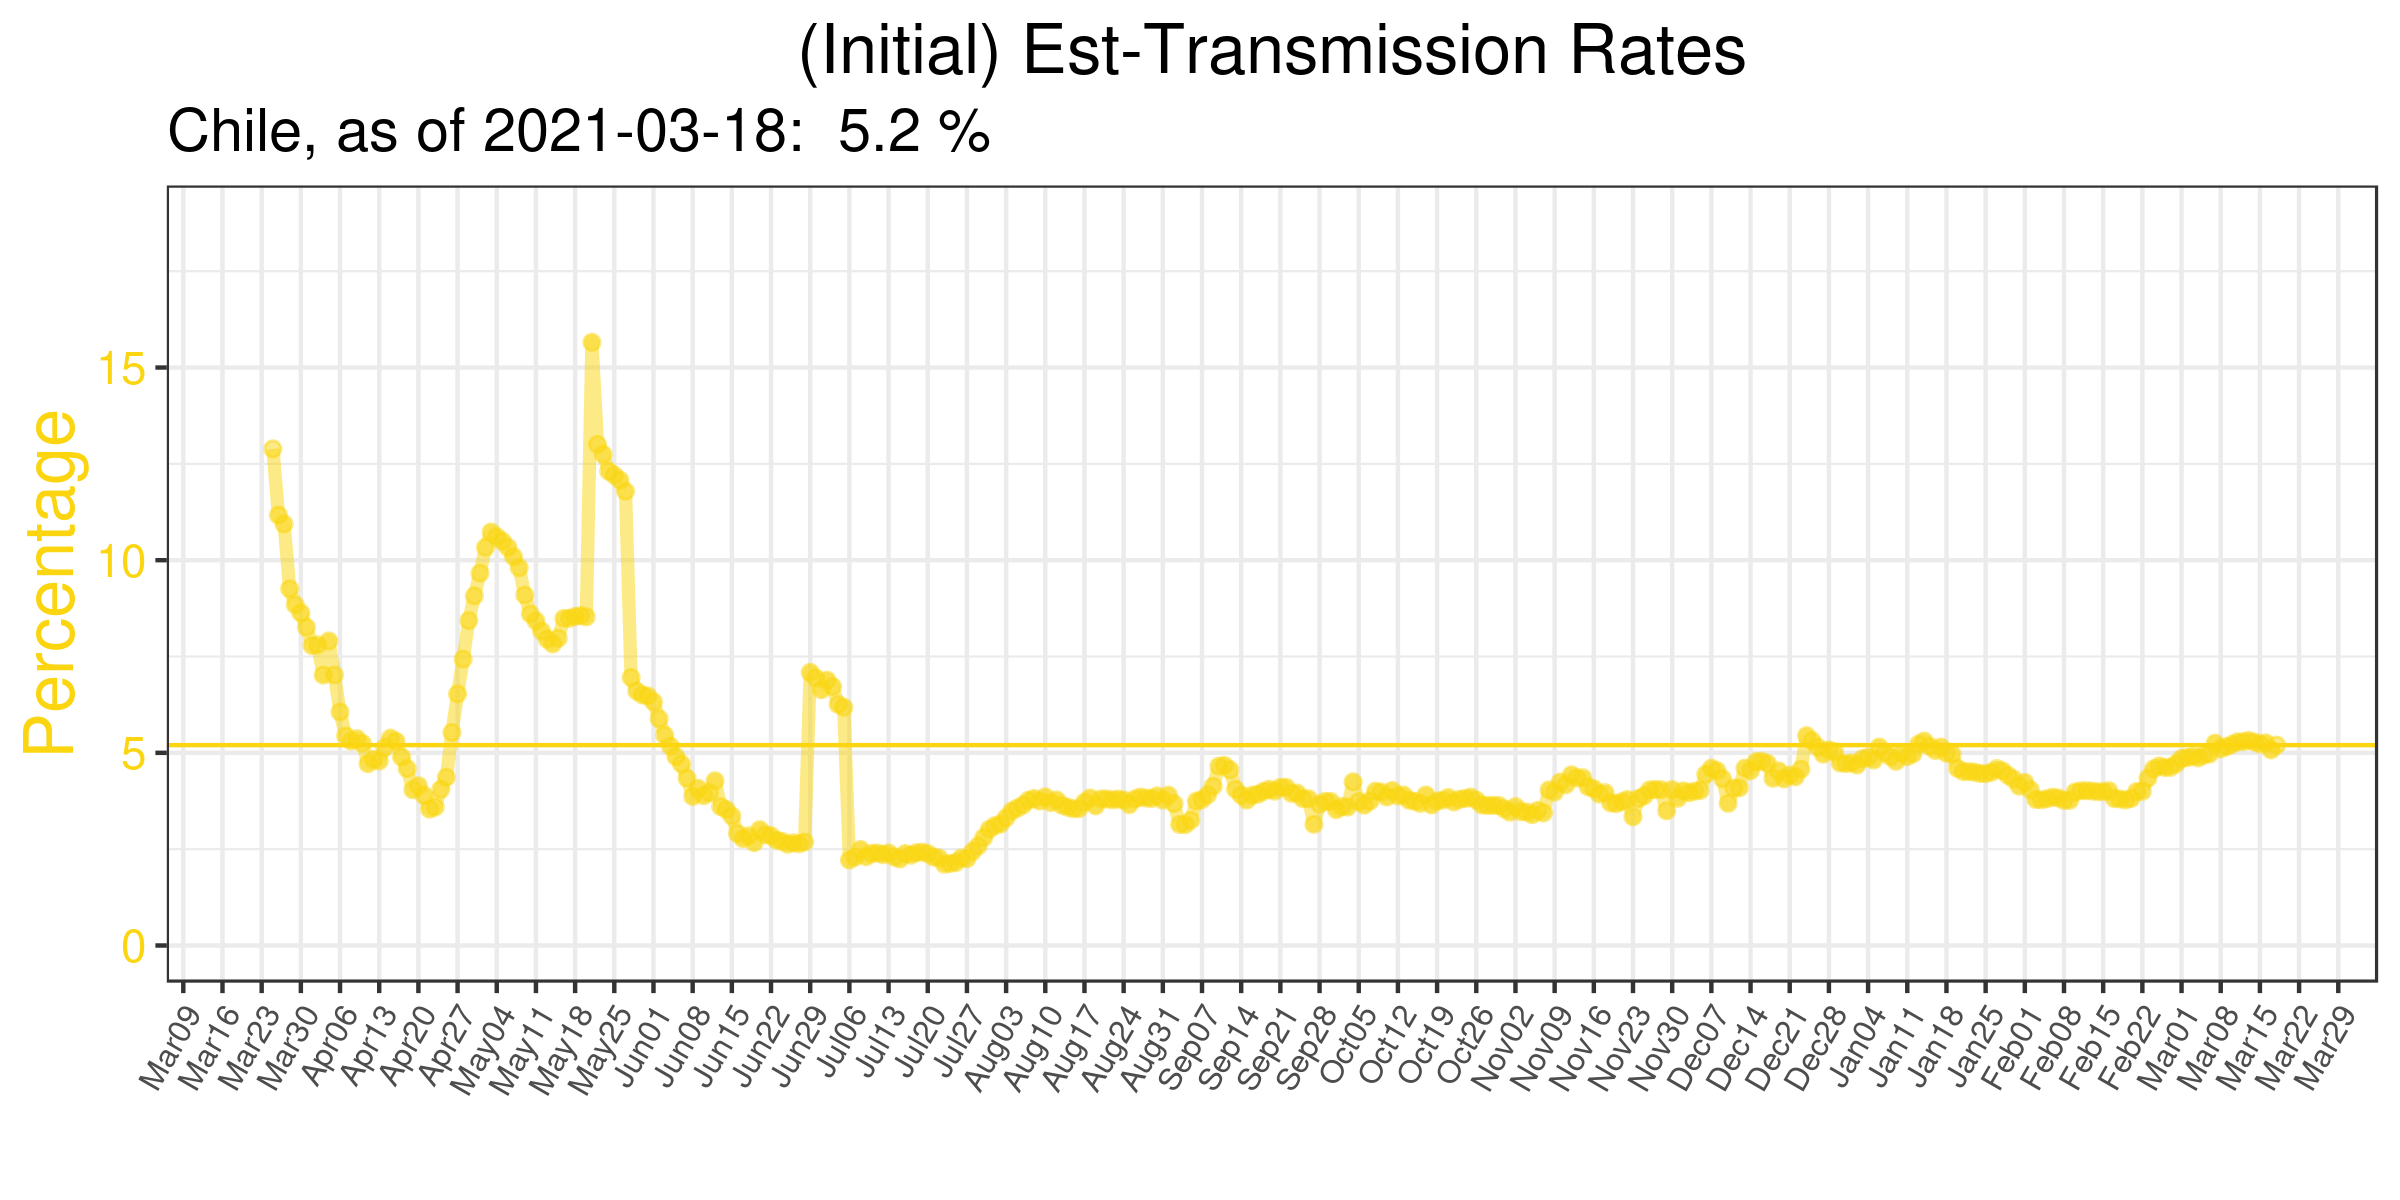 (Initial) Est-Transmission Rates
Chile, as of 2021-03-18:  5.2 %
Percentage
15
10
5
0
Mar09
Mar16
Mar23
Mar30
Apr06
Apr13
Apr20
Apr27
May04
May11
May18
May25
Jun01
Jun08
Jun15
Jun22
Jun29
Jul06
Jul13
Jul20
Jul27
Aug03
Aug10
Aug17
Aug24
Aug31
Sep07
Sep14
Sep21
Sep28
Oct05
Oct12
Oct19
Oct26
Nov02
Nov09
Nov16
Nov23
Nov30
Dec07
Dec14
Dec21
Dec28
Jan04
Jan11
Jan18
Jan25
Feb01
Feb08
Feb15
Feb22
Mar01
Mar08
Mar15
Mar22
Mar29